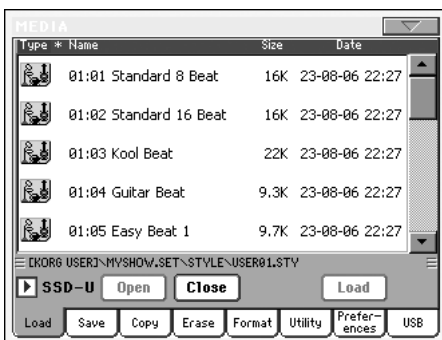 MEDIA
Type * Name Size Date
01:01 Standard 8 Beat 16K 23-08-06 22:27
01:02 Standard 16 Beat 16K 23-08-06 22:27
01:03 Kool Beat 22K 23-08-06 22:27
01:04 Guitar Beat 9.3K 23-08-06 22:27
01:05 Easy Beat 1 9.7K 23-08-06 22:27
[KORG USER]\MYSHOW.SET\STYLE\USER01.STY
SSD-U Open Close Load
Load Save Copy Erase Format Utility Prefer-ences USB